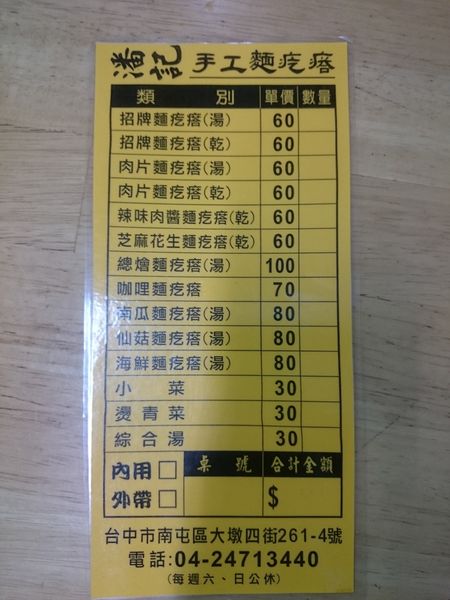 潘記 手工麵疙瘩
類別 單價 數量
招牌麵疙瘩(湯) 60
招牌麵疙瘩(乾) 60
肉片麵疙瘩(湯) 60
肉片麵疙瘩(乾) 60
辣味肉醬麵疙瘩(乾) 60
芝麻花生麵疙瘩(乾) 60
總燴麵疙瘩(湯) 100
咖哩麵疙瘩 70
南瓜麵疙瘩(湯) 80
仙菇麵疙瘩(湯) 80
海鮮麵疙瘩(湯) 80
小菜 30
燙青菜 30
綜合湯 30
內用□ 桌號 合計金額
外帶□ $
台中市南屯區大墩四街261-4號
電話:04-24713440
(每週六、日公休)